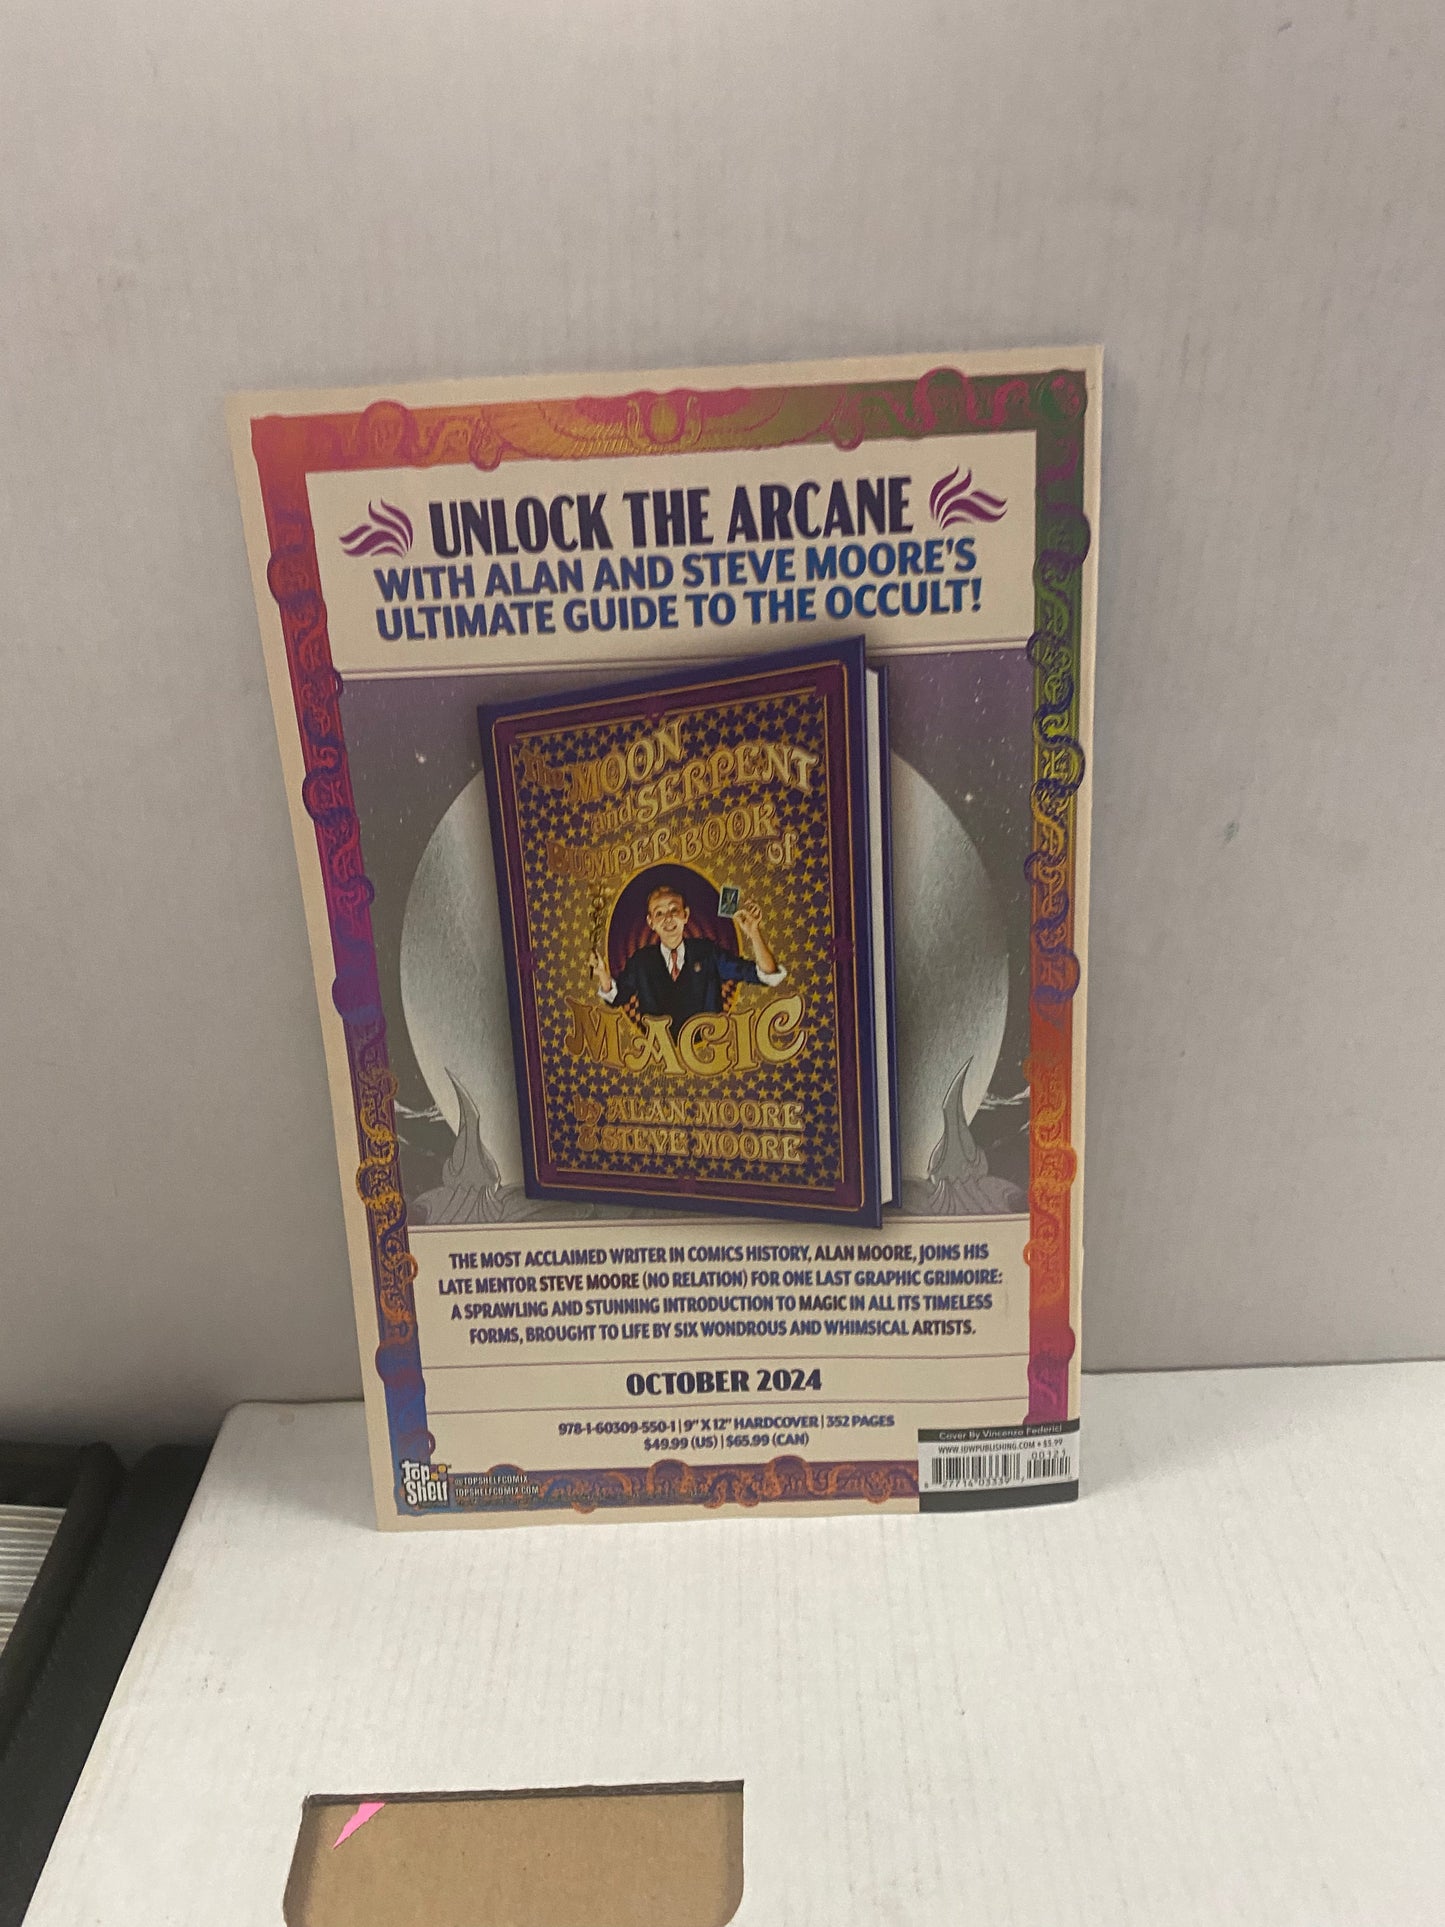 UNLOCK THE ARCANE
WITH ALAN AND STEVE MOORE'S
ULTIMATE GUIDE TO THE OCCULT!
The MOON
and SERPENT
BUMPER BOOK of
MAGIC
by ALAN MOORE
& STEVE MOORE
THE MOST ACCLAIMED WRITER IN COMICS HISTORY, ALAN MOORE, JOINS HIS
LATE MENTOR STEVE MOORE (NO RELATION) FOR ONE LAST GRAPHIC GRIMOIRE:
A SPRAWLING AND STUNNING INTRODUCTION TO MAGIC IN ALL ITS TIMELESS
FORMS, BROUGHT TO LIFE BY SIX WONDROUS AND WHIMSICAL ARTISTS.
OCTOBER 2024
978-1-60309-550-1 | 9" X 12" HARDCOVER | 352 PAGES
$49.99 (US) | $65.99 (CAN)
Top Shelf
@TOPSHELFCOMIX
TOPSHELFCOMIX.COM
Cover By Vincenzo Federici
WWW.IDWPUBLISHING.COM • $5.99
00121
8 27714 03339